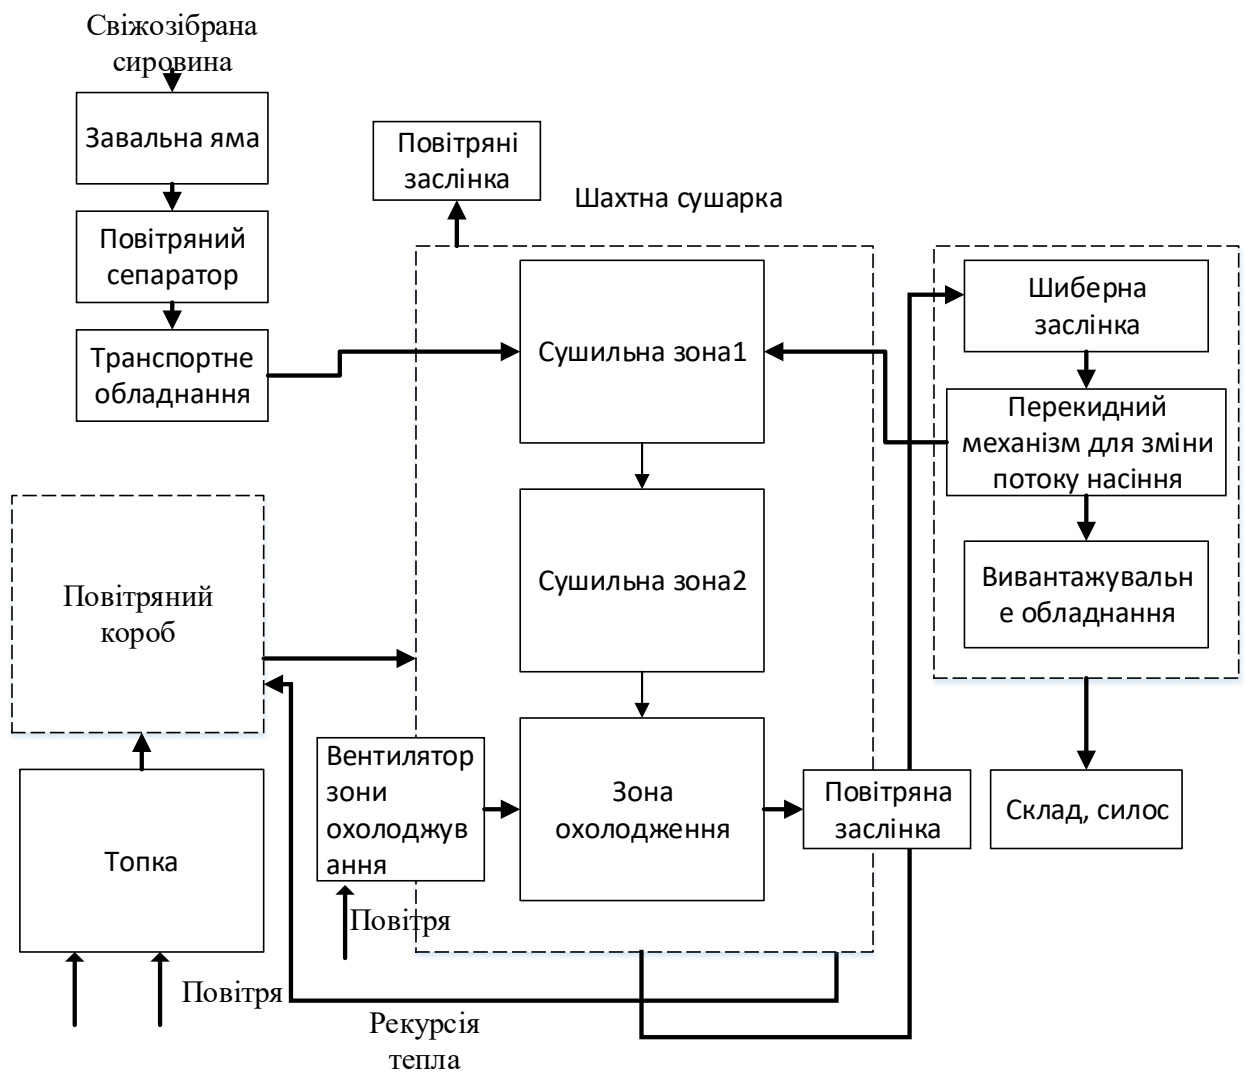 Свіжозібрана
сировина
Завальна яма
Повітряний
сепаратор
Транспортне
обладнання
Повітряні
заслінка
Шахтна сушарка
Сушильна зона1
Сушильна зона2
Зона
охолодження
Шиберна
заслінка
Перекидний
механізм для зміни
потоку насіння
Вивантажувальн
е обладнання
Повітряний
короб
Вентилятор
зони
охолоджув
ання
Повітряна
заслінка
Склад, силос
Топка
Повітря
Повітря
Рекурсія
тепла